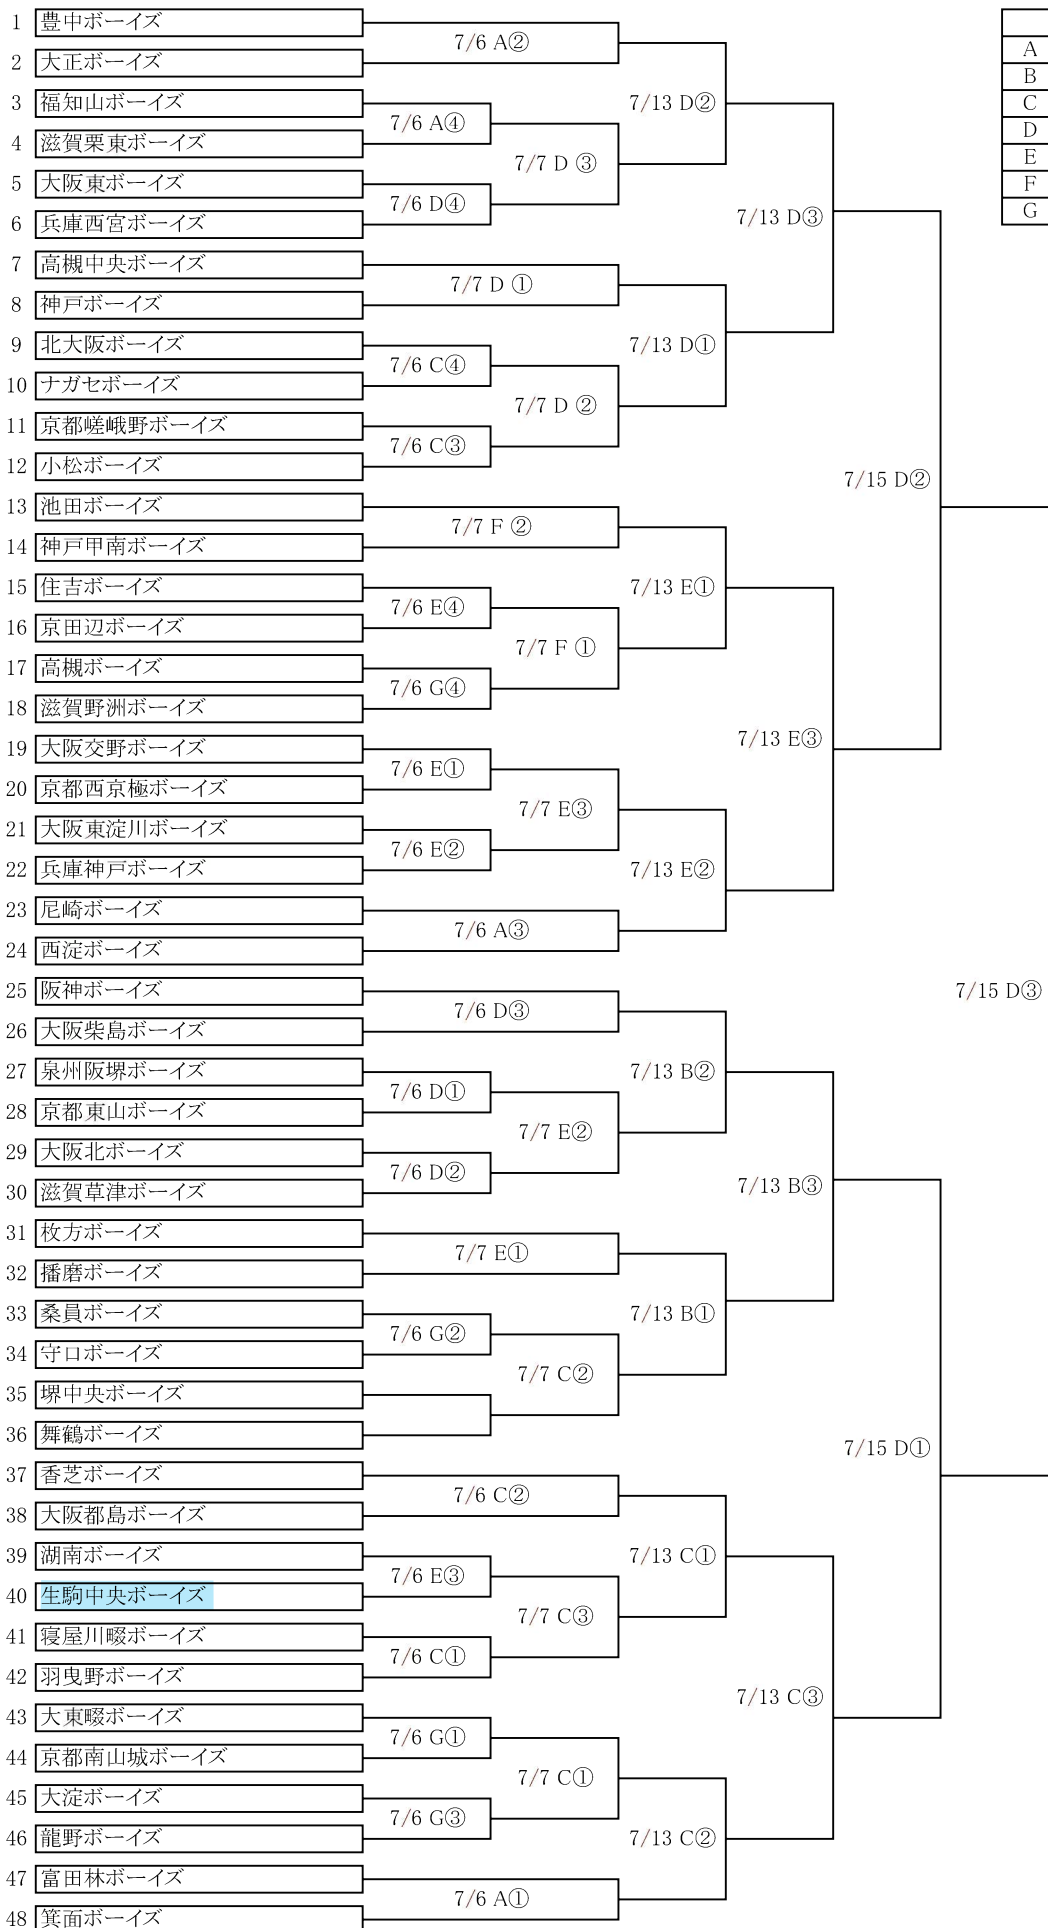 1 豊中ボーイズ
7/6 A②
2 大正ボーイズ
3 福知山ボーイズ
7/6 A④
4 滋賀栗東ボーイズ
7/13 D②
7/7 D ③
5 大阪東ボーイズ
7/6 D④
6 兵庫西宮ボーイズ
7/13 D③
7 高槻中央ボーイズ
7/7 D ①
8 神戸ボーイズ
9 北大阪ボーイズ
7/6 C④
10 ナガセボーイズ
7/13 D①
7/7 D ②
11 京都嵯峨野ボーイズ
7/6 C③
12 小松ボーイズ
7/15 D②
13 池田ボーイズ
7/7 F ②
14 神戸甲南ボーイズ
15 住吉ボーイズ
7/6 E④
16 京田辺ボーイズ
7/13 E①
7/7 F ①
17 高槻ボーイズ
7/6 G④
18 滋賀野洲ボーイズ
7/13 E③
19 大阪交野ボーイズ
7/6 E①
20 京都西京極ボーイズ
7/7 E③
21 大阪東淀川ボーイズ
7/6 E②
22 兵庫神戸ボーイズ
7/13 E②
23 尼崎ボーイズ
7/6 A③
24 西淀ボーイズ
7/15 D③
25 阪神ボーイズ
7/6 D③
26 大阪柴島ボーイズ
27 泉州阪堺ボーイズ
7/6 D①
28 京都東山ボーイズ
7/13 B②
7/7 E②
29 大阪北ボーイズ
7/6 D②
30 滋賀草津ボーイズ
7/13 B③
31 枚方ボーイズ
7/7 E①
32 播磨ボーイズ
33 桑員ボーイズ
7/6 G②
34 守口ボーイズ
7/13 B①
7/7 C②
35 堺中央ボーイズ
36 舞鶴ボーイズ
7/15 D①
37 香芝ボーイズ
7/6 C②
38 大阪都島ボーイズ
39 湖南ボーイズ
7/6 E③
40 生駒中央ボーイズ
7/13 C①
7/7 C③
41 寝屋川畷ボーイズ
7/6 C①
42 羽曳野ボーイズ
7/13 C③
43 大東畷ボーイズ
7/6 G①
44 京都南山城ボーイズ
7/7 C①
45 大淀ボーイズ
7/6 G③
46 龍野ボーイズ
7/13 C②
47 富田林ボーイズ
7/6 A①
48 箕面ボーイズ
A
B
C
D
E
F
G